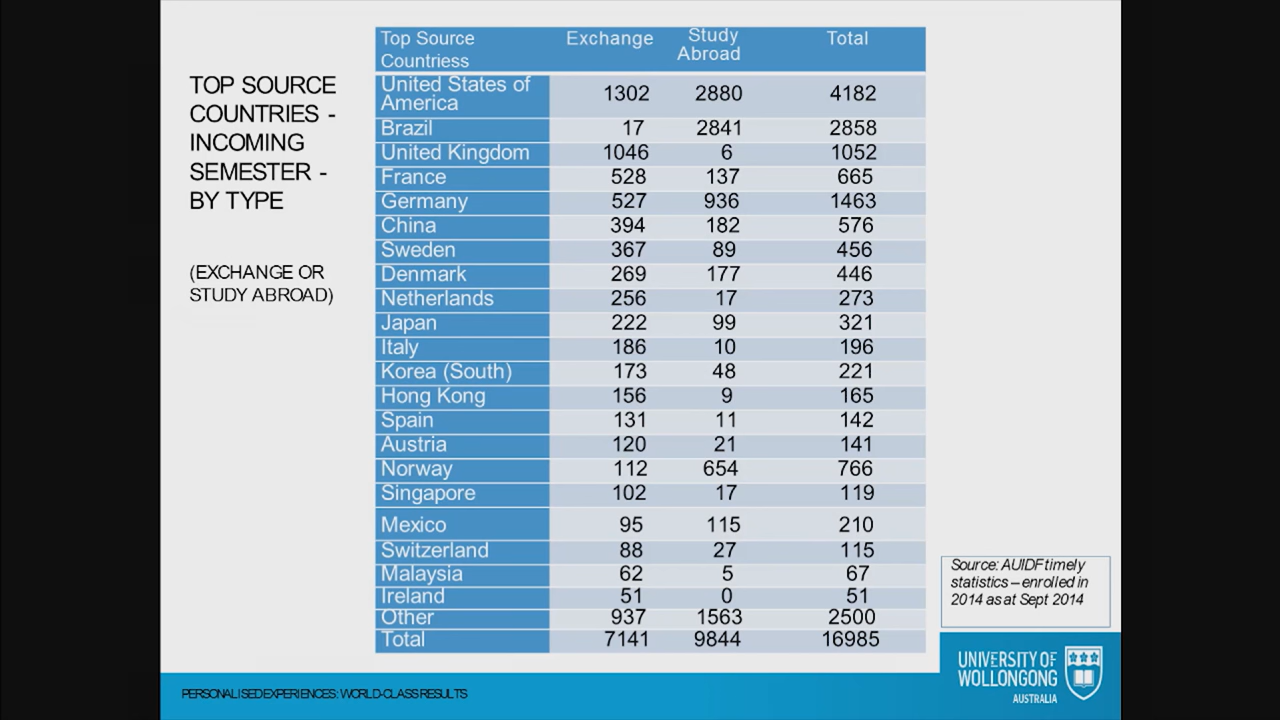 TOP SOURCE
COUNTRIES -
INCOMING
SEMESTER -
BY TYPE
(EXCHANGE OR
STUDY ABROAD)
Top Source Countriess Exchange Study Abroad Total
United States of America 1302 2880 4182
Brazil 17 2841 2858
United Kingdom 1046 6 1052
France 528 137 665
Germany 527 936 1463
China 394 182 576
Sweden 367 89 456
Denmark 269 177 446
Netherlands 256 17 273
Japan 222 99 321
Italy 186 10 196
Korea (South) 173 48 221
Hong Kong 156 9 165
Spain 131 11 142
Austria 120 21 141
Norway 112 654 766
Singapore 102 17 119
Mexico 95 115 210
Switzerland 88 27 115
Malaysia 62 5 67
Ireland 51 0 51
Other 937 1563 2500
Total 7141 9844 16985
Source: AUIDF timely
statistics – enrolled in
2014 as at Sept 2014
PERSONALISED EXPERIENCES: WORLD-CLASS RESULTS
UNIVERSITY OF
WOLLONGONG
AUSTRALIA